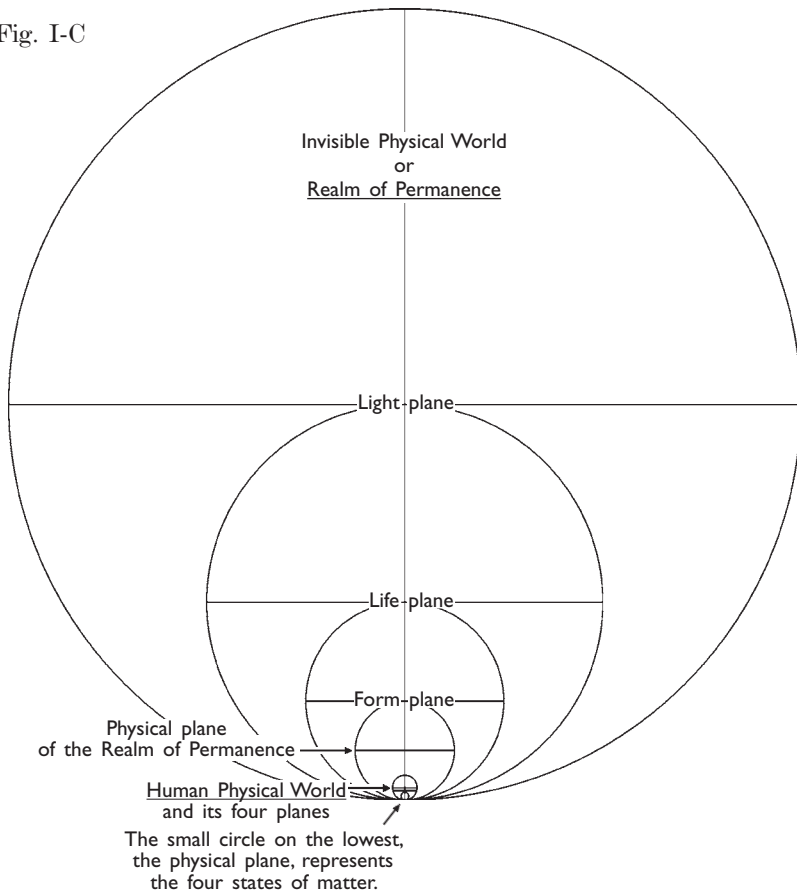 Fig. I-C
Invisible Physical World
or
Realm of Permanence
Light-plane
Life-plane
Form-plane
Physical plane
of the Realm of Permanence
Human Physical World
and its four planes
The small circle on the lowest,
the physical plane, represents
the four states of matter.